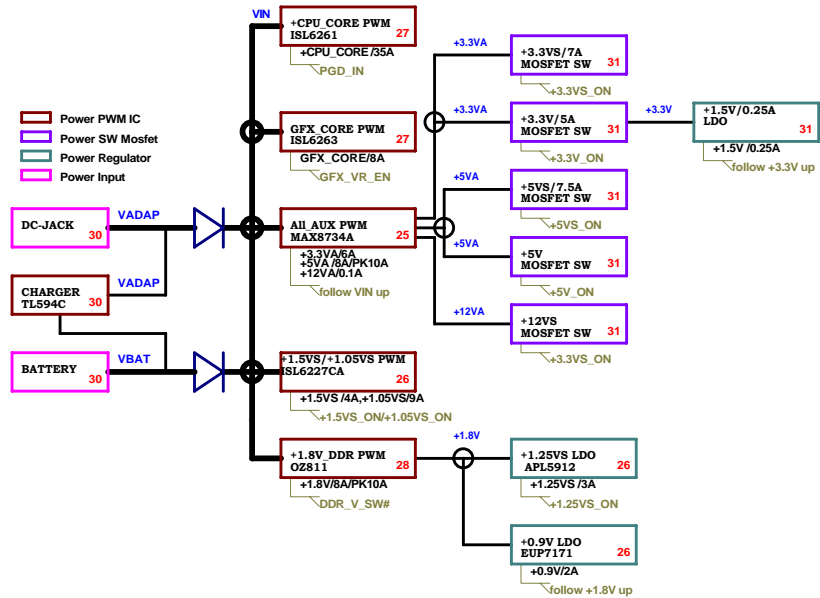 VIN
+CPU_CORE PWM
ISL6261
27
+CPU_CORE /35A
PGD_IN
GFX_CORE PWM
ISL6263
27
GFX_CORE/8A
GFX_VR_EN
Power PWM IC
Power SW Mosfet
Power Regulator
Power Input
DC-JACK
30
VADAP
CHARGER
TL594C
30
VADAP
BATTERY
30
VBAT
All_AUX PWM
MAX8734A
25
+3.3VA/6A
+5VA /8A/PK10A
+12VA/0.1A
follow VIN up
+1.5VS/+1.05VS PWM
ISL6227CA
26
+1.5VS /4A,+1.05VS/9A
+1.5VS_ON/+1.05VS_ON
+1.8V_DDR PWM
OZ811
28
+1.8V/8A/PK10A
DDR_V_SW#
+3.3VA
+3.3VS/7A
MOSFET SW
31
+3.3VS_ON
+3.3VA
+3.3V/5A
MOSFET SW
31
+3.3V_ON
+3.3V
+1.5V/0.25A
LDO
31
+1.5V /0.25A
follow +3.3V up
+5VA
+5VS/7.5A
MOSFET SW
31
+5VS_ON
+5VA
+5V
MOSFET SW
31
+5V_ON
+12VA
+12VS
MOSFET SW
31
+3.3VS_ON
+1.8V
+1.25VS LDO
APL5912
26
+1.25VS /3A
+1.25VS_ON
+0.9V LDO
EUP7171
26
+0.9V/2A
follow +1.8V up